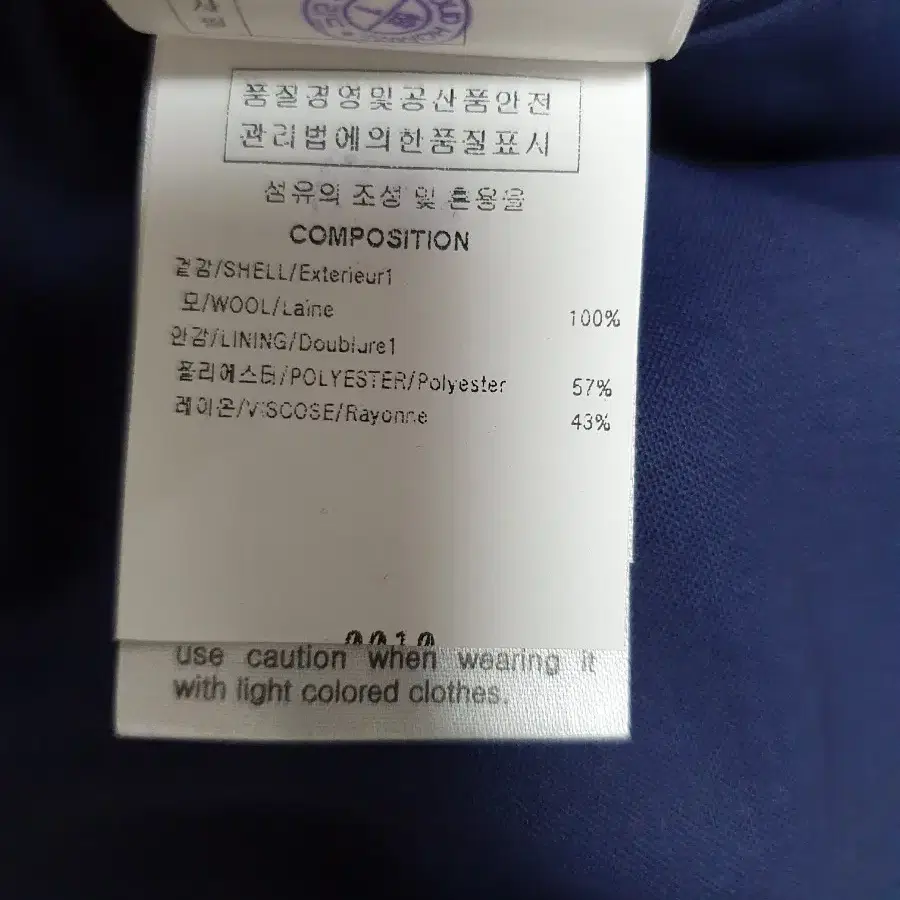 품질경영및공산품안전
관리법에의한품질표시
섬유의 조성 및 혼용율
COMPOSITION
겉감/SHELL/Exterieur1
모/WOOL/Laine 100%
안감/LINING/Doublure1
폴리에스터/POLYESTER/Polyester 57%
레이온/VISCOSE/Rayonne 43%
use caution when wearing it
with light colored clothes.